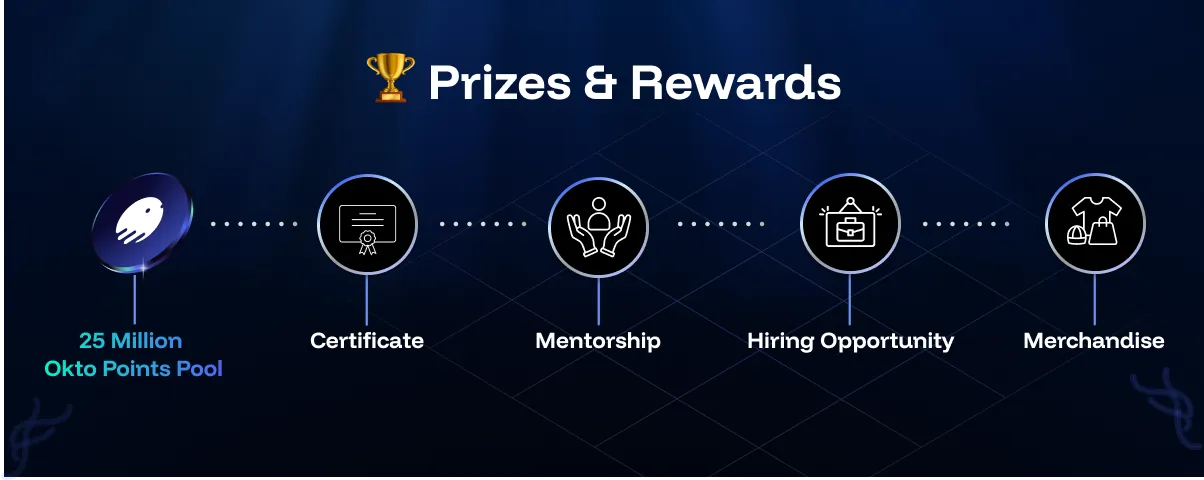 Prizes & Rewards
25 Million
Okto Points Pool
Certificate
Mentorship
Hiring Opportunity
Merchandise